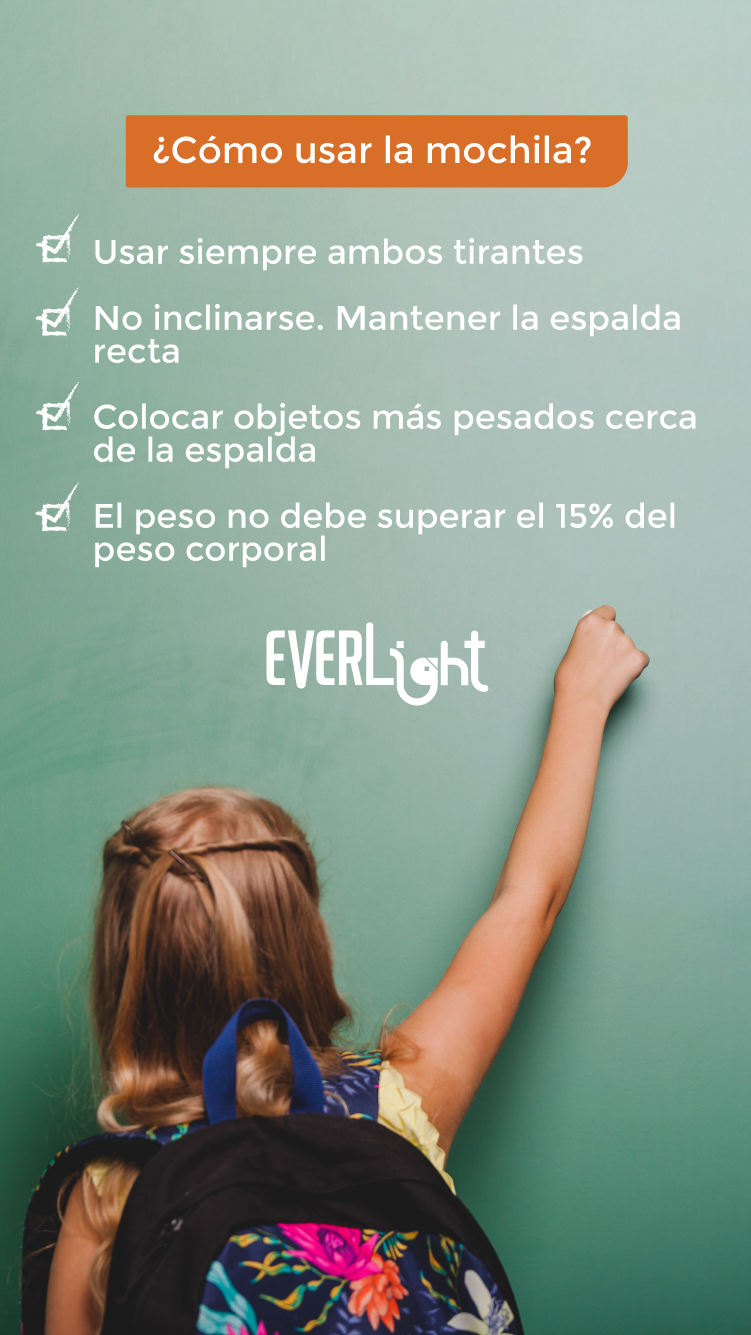 ¿Cómo usar la mochila?
Usar siempre ambos tirantes
No inclinarse. Mantener la espalda
recta
Colocar objetos más pesados cerca
de la espalda
El peso no debe superar el 15% del
peso corporal
EVERLight